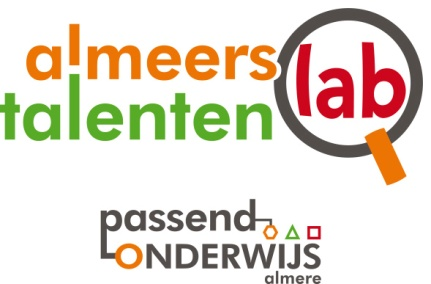 almeers
talenten lab
passend
ONDERWIJS
almere